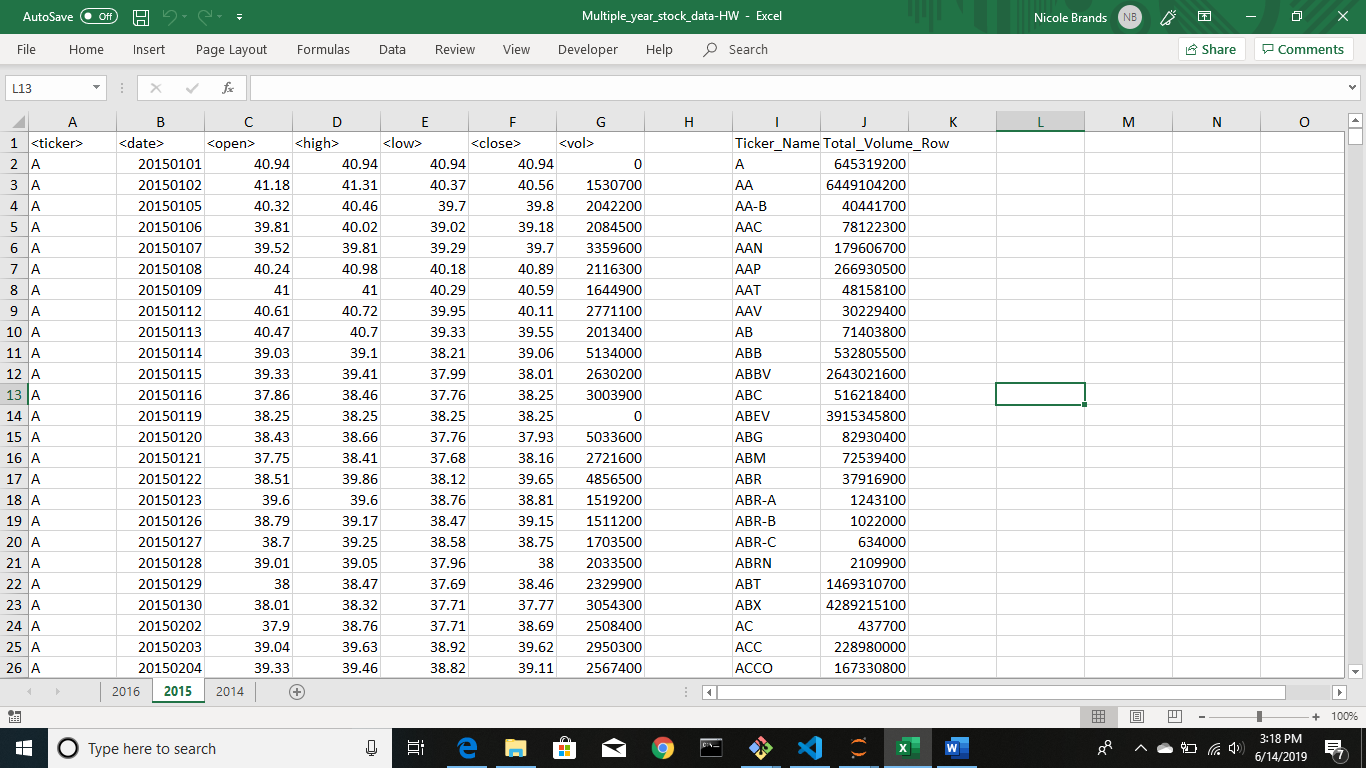 AutoSave Off Multiple_year_stock_data-HW - Excel Nicole Brands NB
File Home Insert Page Layout Formulas Data Review View Developer Help Search Share Comments
L13 fx
A B C D E F G H I J K L M N O
1 <ticker> <date> <open> <high> <low> <close> <vol> Ticker_Name Total_Volume_Row
2 A 20150101 40.94 40.94 40.94 40.94 0 A 645319200
3 A 20150102 41.18 41.31 40.37 40.56 1530700 AA 6449104200
4 A 20150105 40.32 40.46 39.7 39.8 2042200 AA-B 40441700
5 A 20150106 39.81 40.02 39.02 39.18 2084500 AAC 78122300
6 A 20150107 39.52 39.81 39.29 39.7 3359600 AAN 179606700
7 A 20150108 40.24 40.98 40.18 40.89 2116300 AAP 266930500
8 A 20150109 41 41 40.29 40.59 1644900 AAT 48158100
9 A 20150112 40.61 40.72 39.95 40.11 2771100 AAV 30229400
10 A 20150113 40.47 40.7 39.33 39.55 2013400 AB 71403800
11 A 20150114 39.03 39.1 38.21 39.06 5134000 ABB 532805500
12 A 20150115 39.33 39.41 37.99 38.01 2630200 ABBV 2643021600
13 A 20150116 37.86 38.46 37.76 38.25 3003900 ABC 516218400
14 A 20150119 38.25 38.25 38.25 38.25 0 ABEV 3915345800
15 A 20150120 38.43 38.66 37.76 37.93 5033600 ABG 82930400
16 A 20150121 37.75 38.41 37.68 38.16 2721600 ABM 72539400
17 A 20150122 38.51 39.86 38.12 39.65 4856500 ABR 37916900
18 A 20150123 39.6 39.6 38.76 38.81 1519200 ABR-A 1243100
19 A 20150126 38.79 39.17 38.47 39.15 1511200 ABR-B 1022000
20 A 20150127 38.7 39.25 38.58 38.75 1703500 ABR-C 634000
21 A 20150128 39.01 39.05 37.96 38 2033500 ABRN 2109900
22 A 20150129 38 38.47 37.69 38.46 2329900 ABT 1469310700
23 A 20150130 38.01 38.32 37.71 37.77 3054300 ABX 4289215100
24 A 20150202 37.9 38.76 37.71 38.69 2508400 AC 437700
25 A 20150203 39.04 39.63 38.92 39.62 2950300 ACC 228980000
26 A 20150204 39.33 39.46 38.82 39.11 2567400 ACCO 167330800
2016 2015 2014
100%
Type here to search
3:18 PM
6/14/2019
7